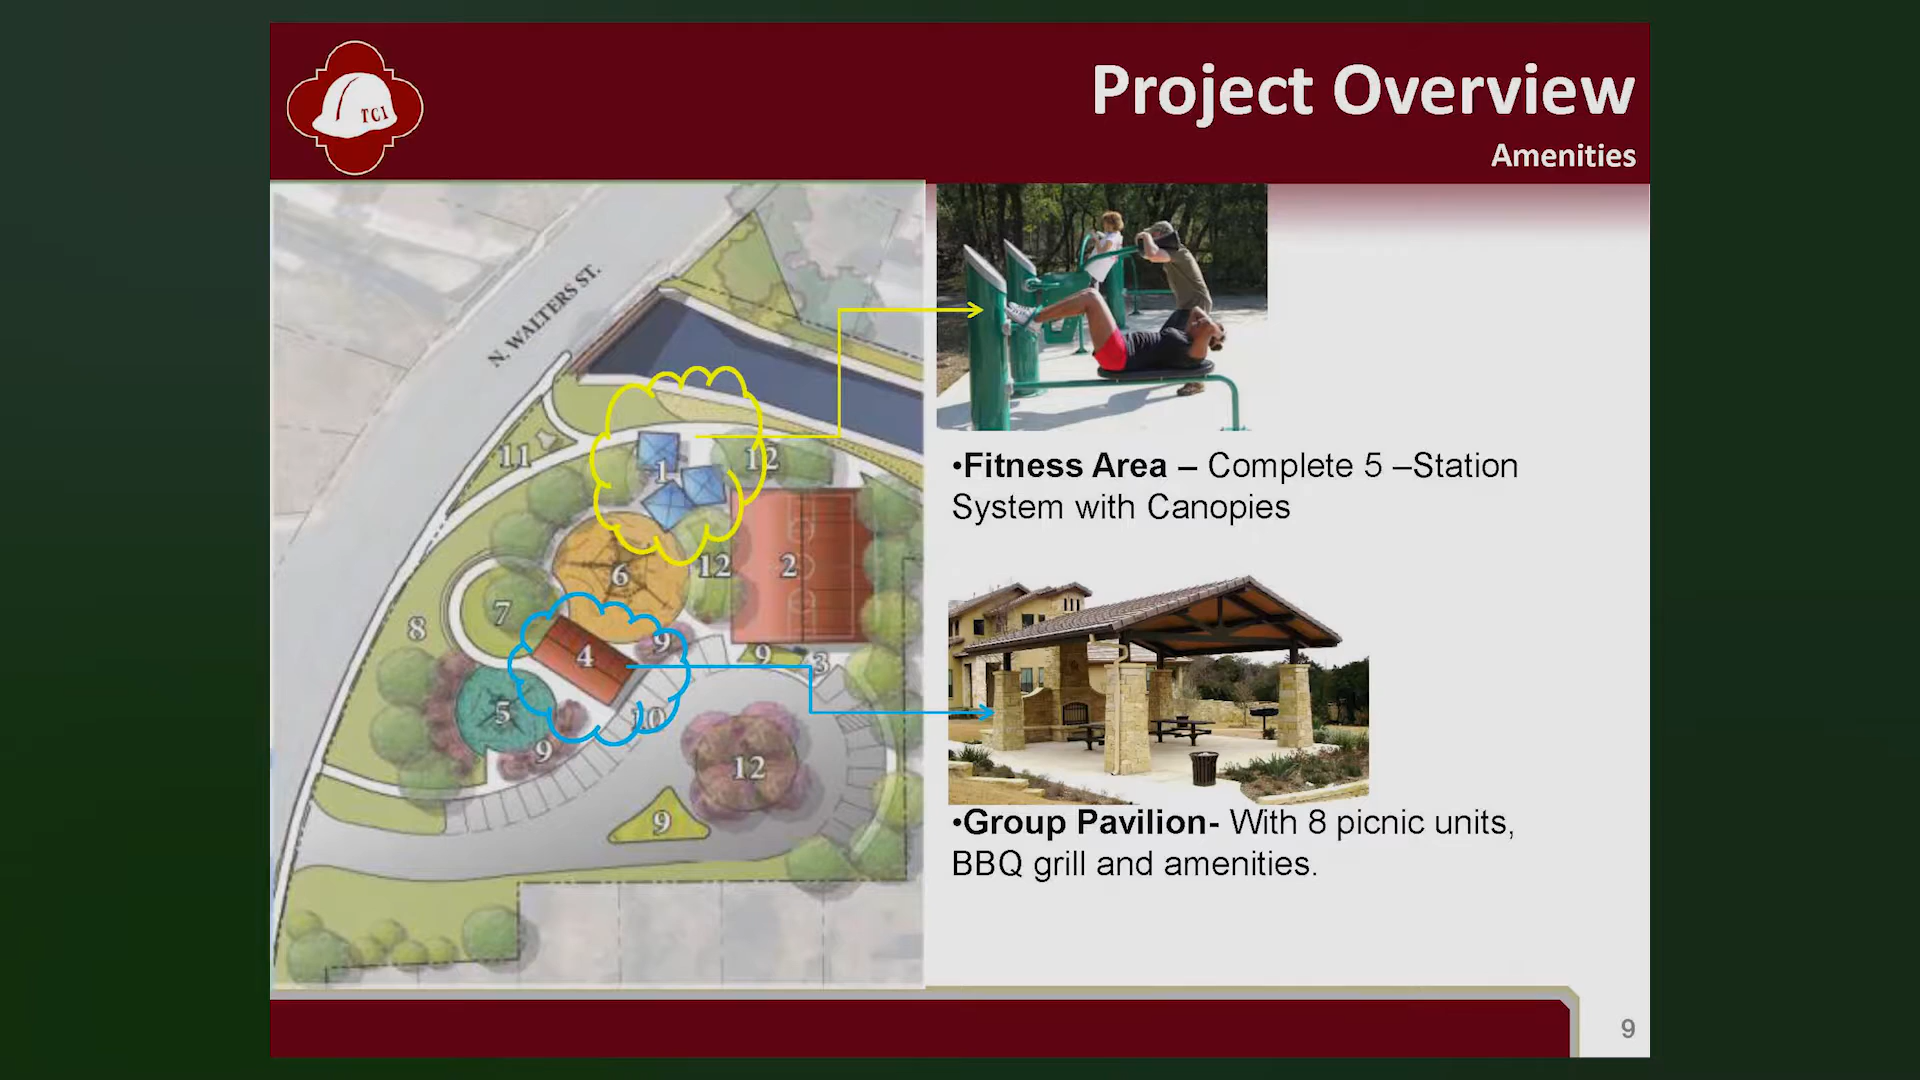 TCI
Project Overview
Amenities
N. WALTERS ST.
11
1
12
6
12
2
7
8
4
9
9
3
5
10
9
12
9
•Fitness Area – Complete 5 –Station
System with Canopies
•Group Pavilion- With 8 picnic units,
BBQ grill and amenities.
9